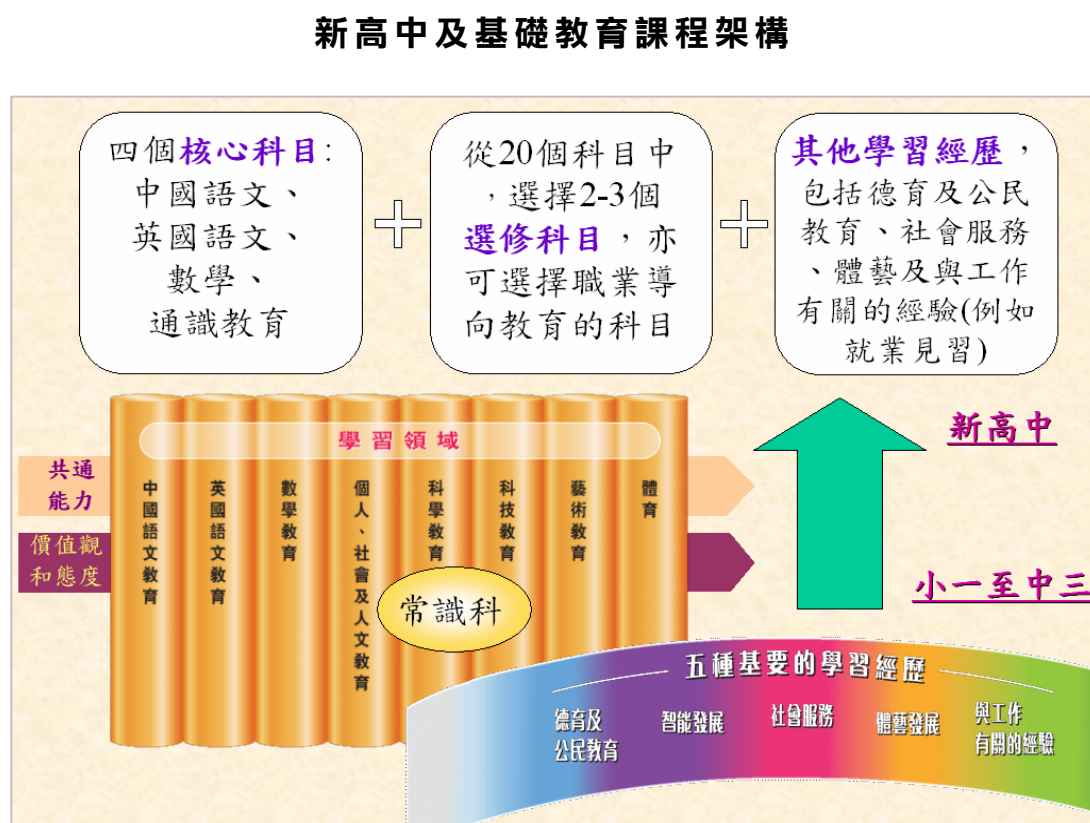 新高中及基礎教育課程架構
四個核心科目:
中國語文、
英國語文、
數學、
通識教育
從20個科目中
，選擇2-3個
選修科目，亦
可選擇職業導
向教育的科目
其他學習經歷，
包括德育及公民
教育、社會服務
、體藝及與工作
有關的經驗(例如
就業見習)
新高中
學習領域
共通
能力
價值觀
和態度
中國語文教育
英國語文教育
數學教育
個人、社會及人文教育
科學教育
科技教育
藝術教育
體育
常識科
小一至中三
五種基要的學習經歷
德育及
公民教育
智能發展
社會服務
體藝發展
與工作
有關的經驗